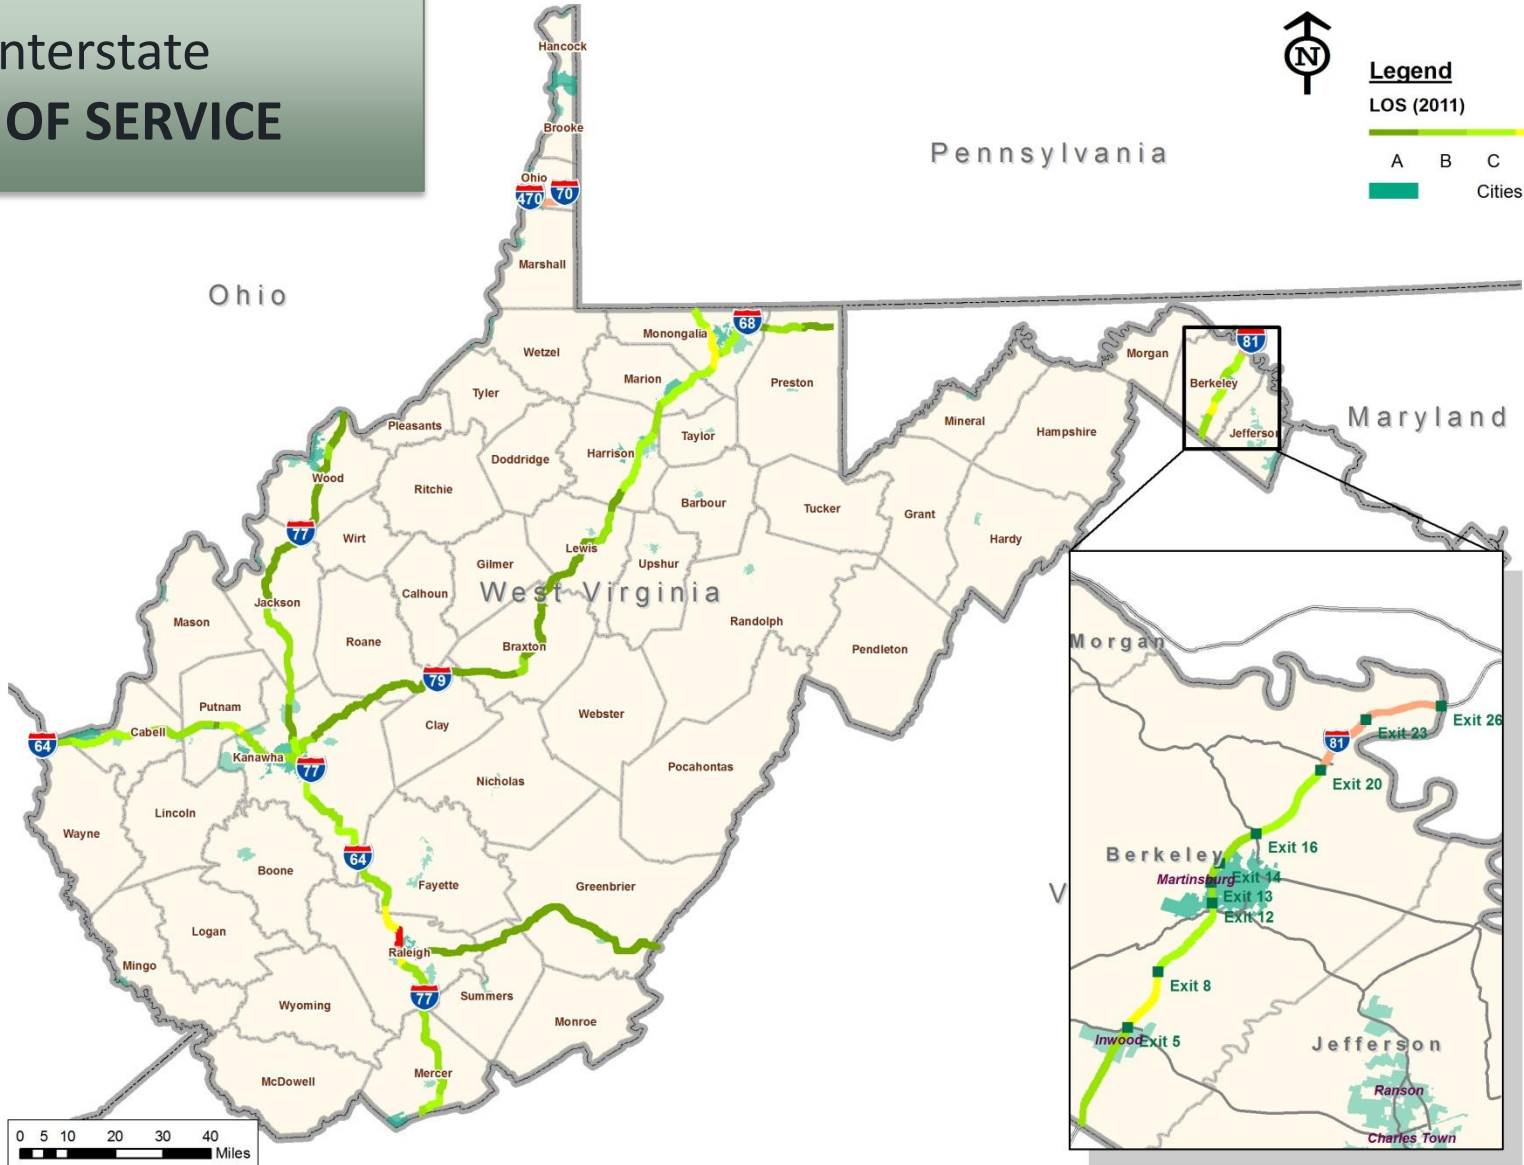 nterstate
OF SERVICE
N
Legend
LOS (2011)
A B C
Cities
Pennsylvania
Ohio
Maryland
West Virginia
V
Hancock
Brooke
Ohio
470 70
Marshall
Wetzel
Monongalia
68
Marion
Preston
Tyler
Pleasants
Doddridge
Harrison
Taylor
Wood
Ritchie
Barbour
Tucker
Morgan
81
Berkeley
Jefferson
Mineral
Hampshire
Grant
Hardy
77
Wirt
Lewis
Gilmer
Upshur
Calhoun
Jackson
Mason
Roane
Braxton
Randolph
Pendleton
79
Putnam
Clay
Webster
64
Cabell
Kanawha
77
Nicholas
Pocahontas
Lincoln
Wayne
64
Boone
Fayette
Greenbrier
Logan
Raleigh
Mingo
77
Summers
Wyoming
Monroe
McDowell
Mercer
0 5 10 20 30 40
Miles
Morgan
Exit 26
Exit 23
81
Exit 20
Exit 16
Berkeley
Martinsburg
Exit 14
Exit 13
Exit 12
Exit 8
Inwood
Exit 5
Jefferson
Ranson
Charles Town